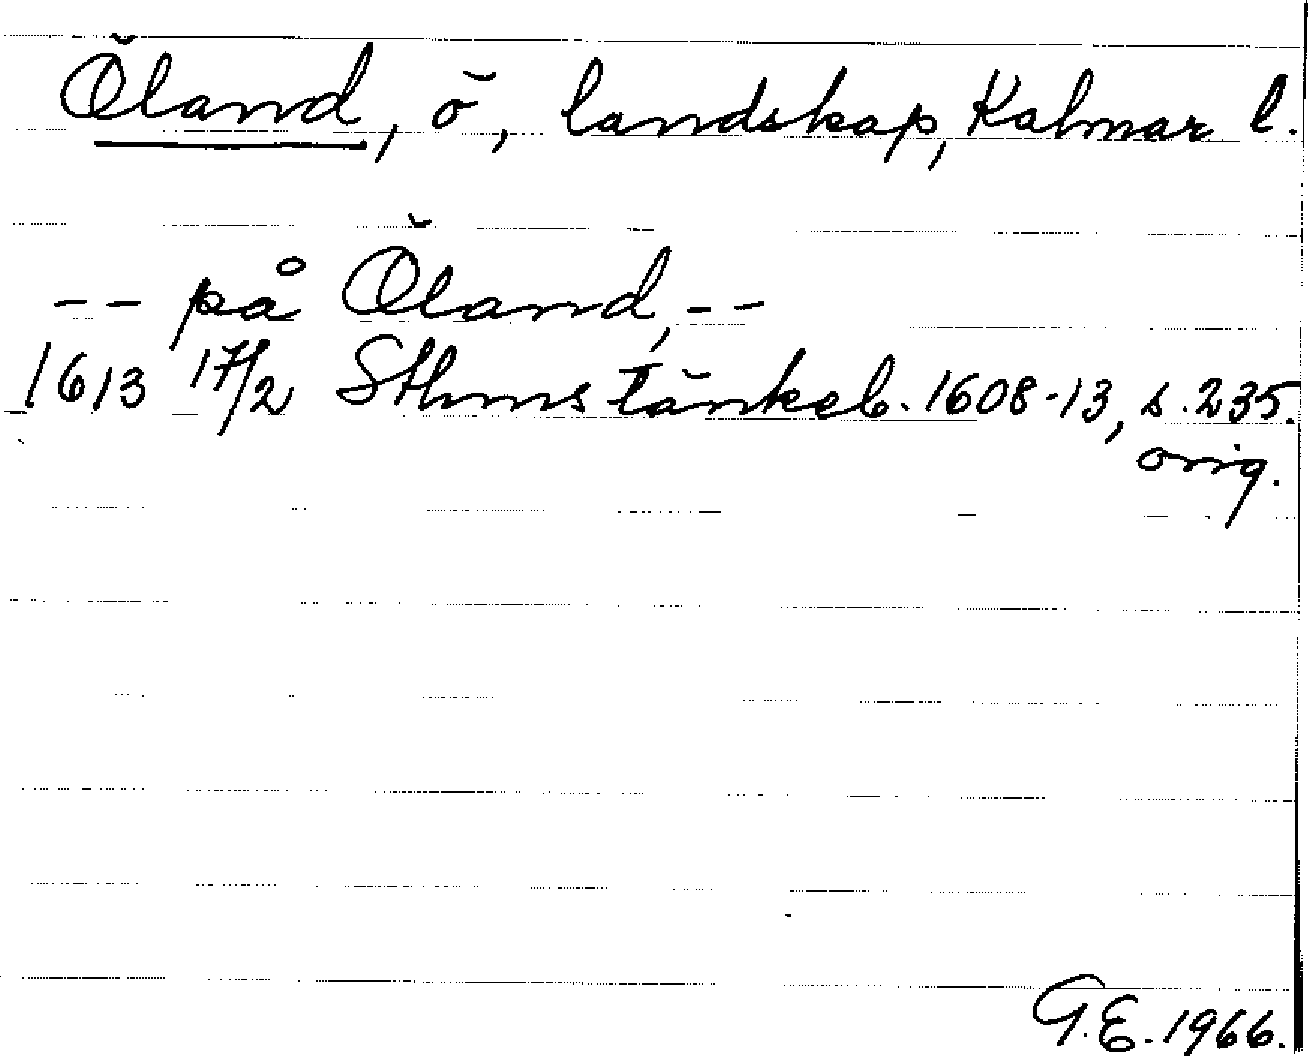 Öland, ö, landskap, Kalmar l.
-- på Öland, --
1613 17/2 Sthms tänkeb. 1608-13, s. 235.
orig.
G.E. 1966.